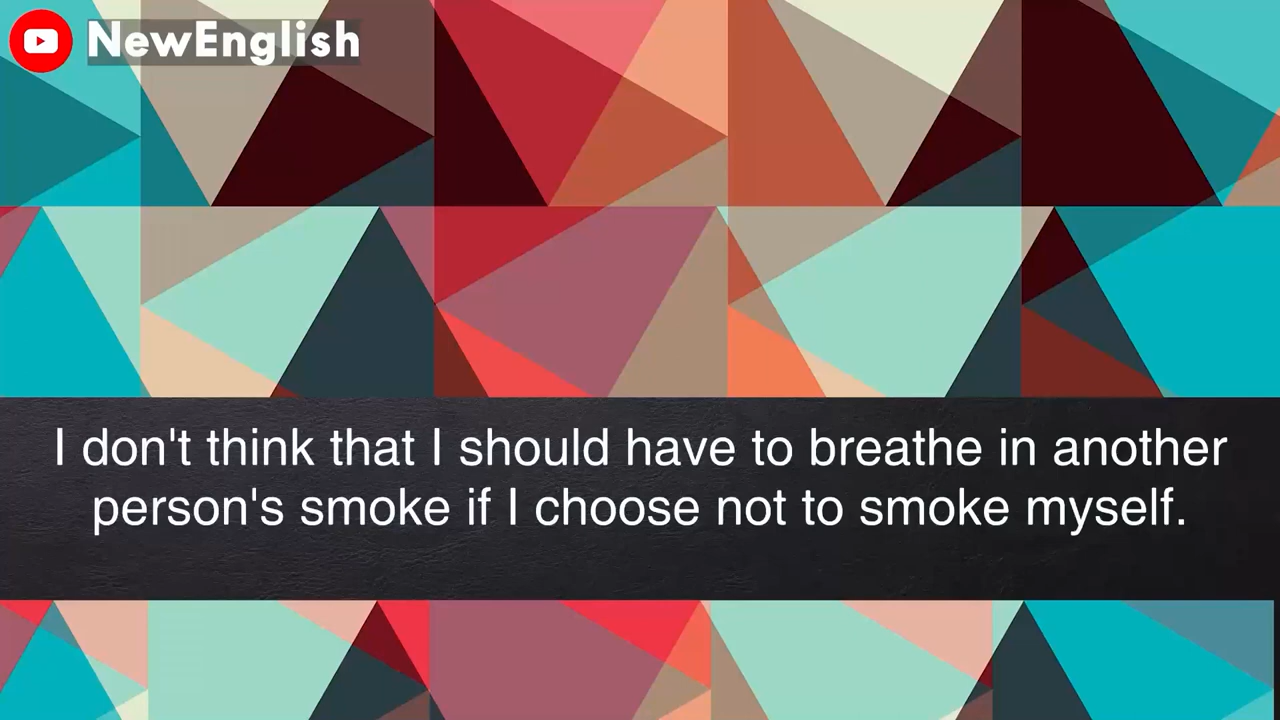 NewEnglish
I don't think that I should have to breathe in another
person's smoke if I choose not to smoke myself.